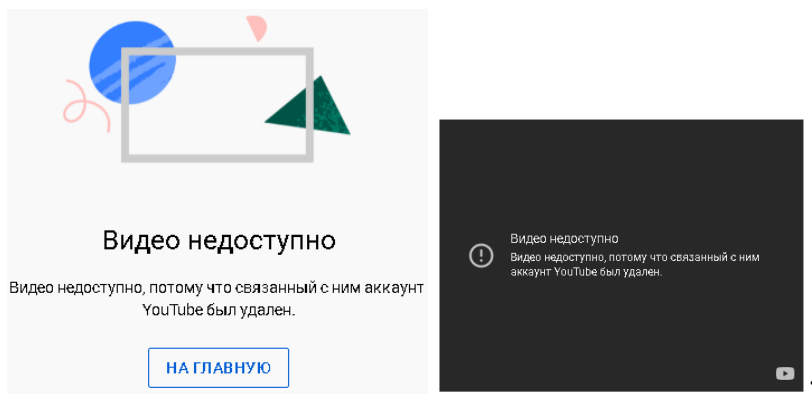 Видео недоступно
Видео недоступно, потому что связанный с ним аккаунт
YouTube был удален.
НА ГЛАВНУЮ
Видео недоступно
Видео недоступно, потому что связанный с ним
аккаунт YouTube был удален.